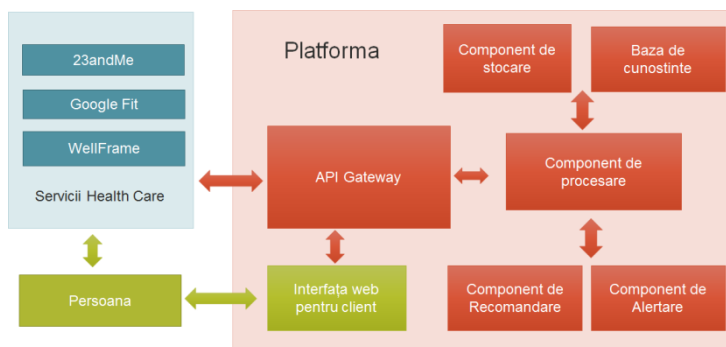 23andMe
Google Fit
WellFrame
Servicii Health Care
Persoana
Platforma
Component de
stocare
Baza de
cunostinte
API Gateway
Component de
procesare
Interfața web
pentru client
Component de
Recomandare
Component de
Alertare